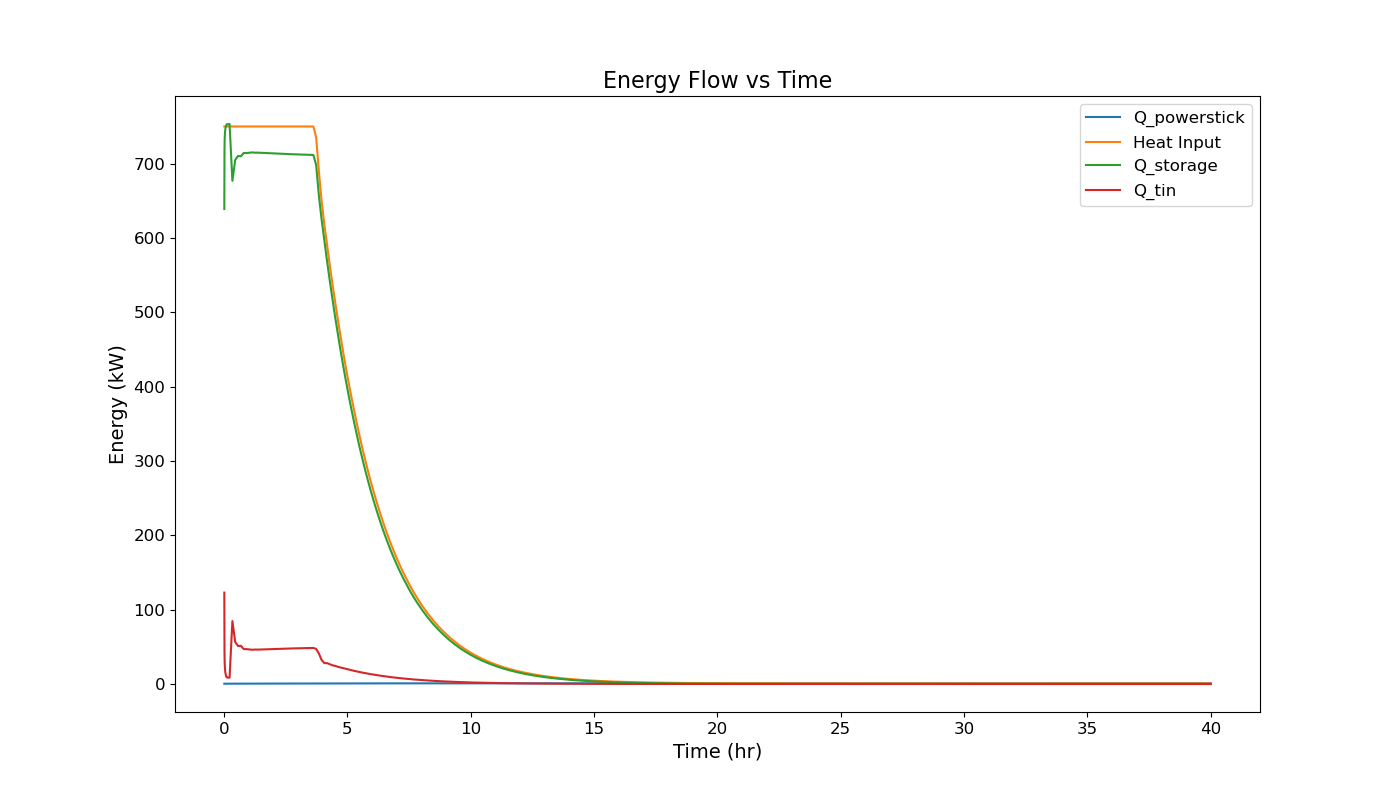 Energy Flow vs Time
Q_powerstick
Heat Input
Q_storage
Q_tin
Energy (kW)
700
600
500
400
300
200
100
0
0 5 10 15 20 25 30 35 40
Time (hr)